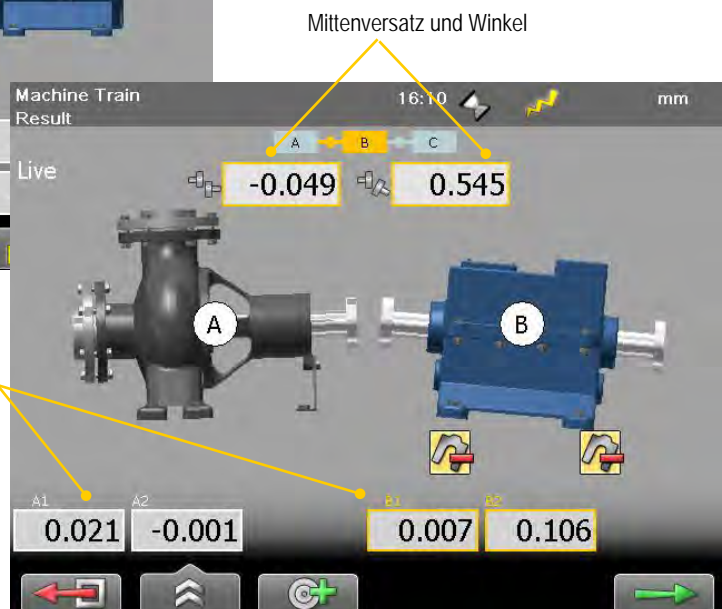 Mittenversatz und Winkel
Machine Train 16:10 mm
Result
A B C
Live
-0.049 0.545
A B
A1 A2 B1 B2
0.021 -0.001 0.007 0.106